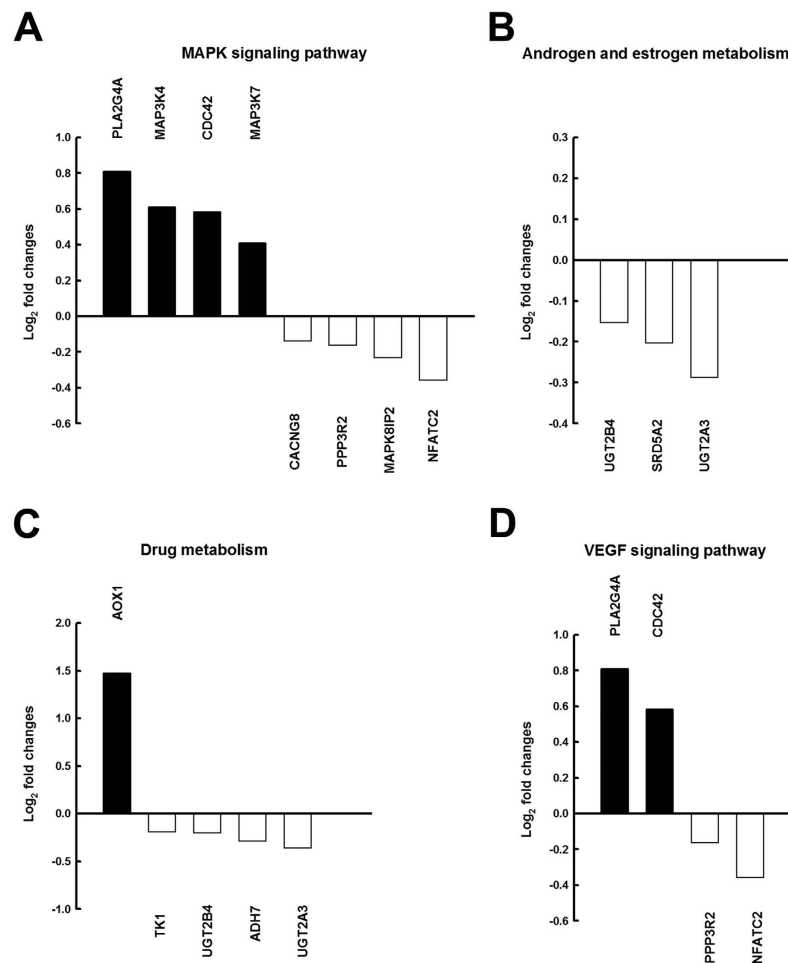 A
MAPK signaling pathway
PLA2G4A
MAP3K4
CDC42
MAP3K7
Log2 fold changes
1.0
0.8
0.6
0.4
0.2
0.0
-0.2
-0.4
-0.6
CACNG8
PPP3R2
MAPK8IP2
NFATC2
B
Androgen and estrogen metabolism
Log2 fold changes
0.3
0.2
0.1
0.0
-0.1
-0.2
-0.3
-0.4
UGT2B4
SRD5A2
UGT2A3
C
Drug metabolism
AOX1
Log2 fold changes
2.0
1.5
1.0
0.5
0.0
-0.5
-1.0
TK1
UGT2B4
ADH7
UGT2A3
D
VEGF signaling pathway
PLA2G4A
CDC42
Log2 fold changes
1.0
0.8
0.6
0.4
0.2
0.0
-0.2
-0.4
-0.6
PPP3R2
NFATC2